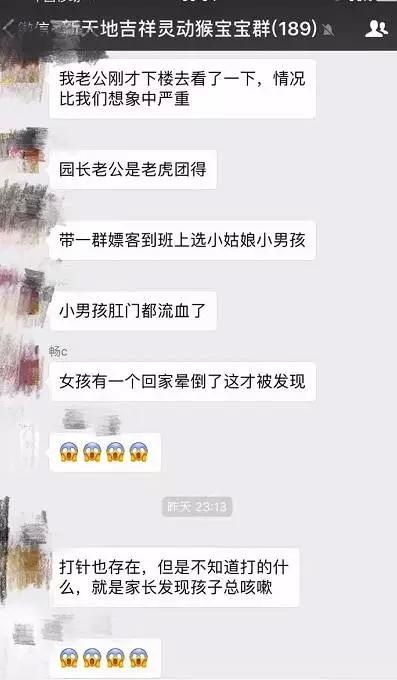 新天地吉祥灵动猴宝宝群(189)
我老公刚才下楼去看了一下，情况
比我们想象中严重
园长老公是老虎团得
带一群嫖客到班上选小姑娘小男孩
小男孩肛门都流血了
畅c
女孩有一个回家晕倒了这才被发现
昨天 23:13
打针也存在，但是不知道打的什
么，就是家长发现孩子总咳嗽